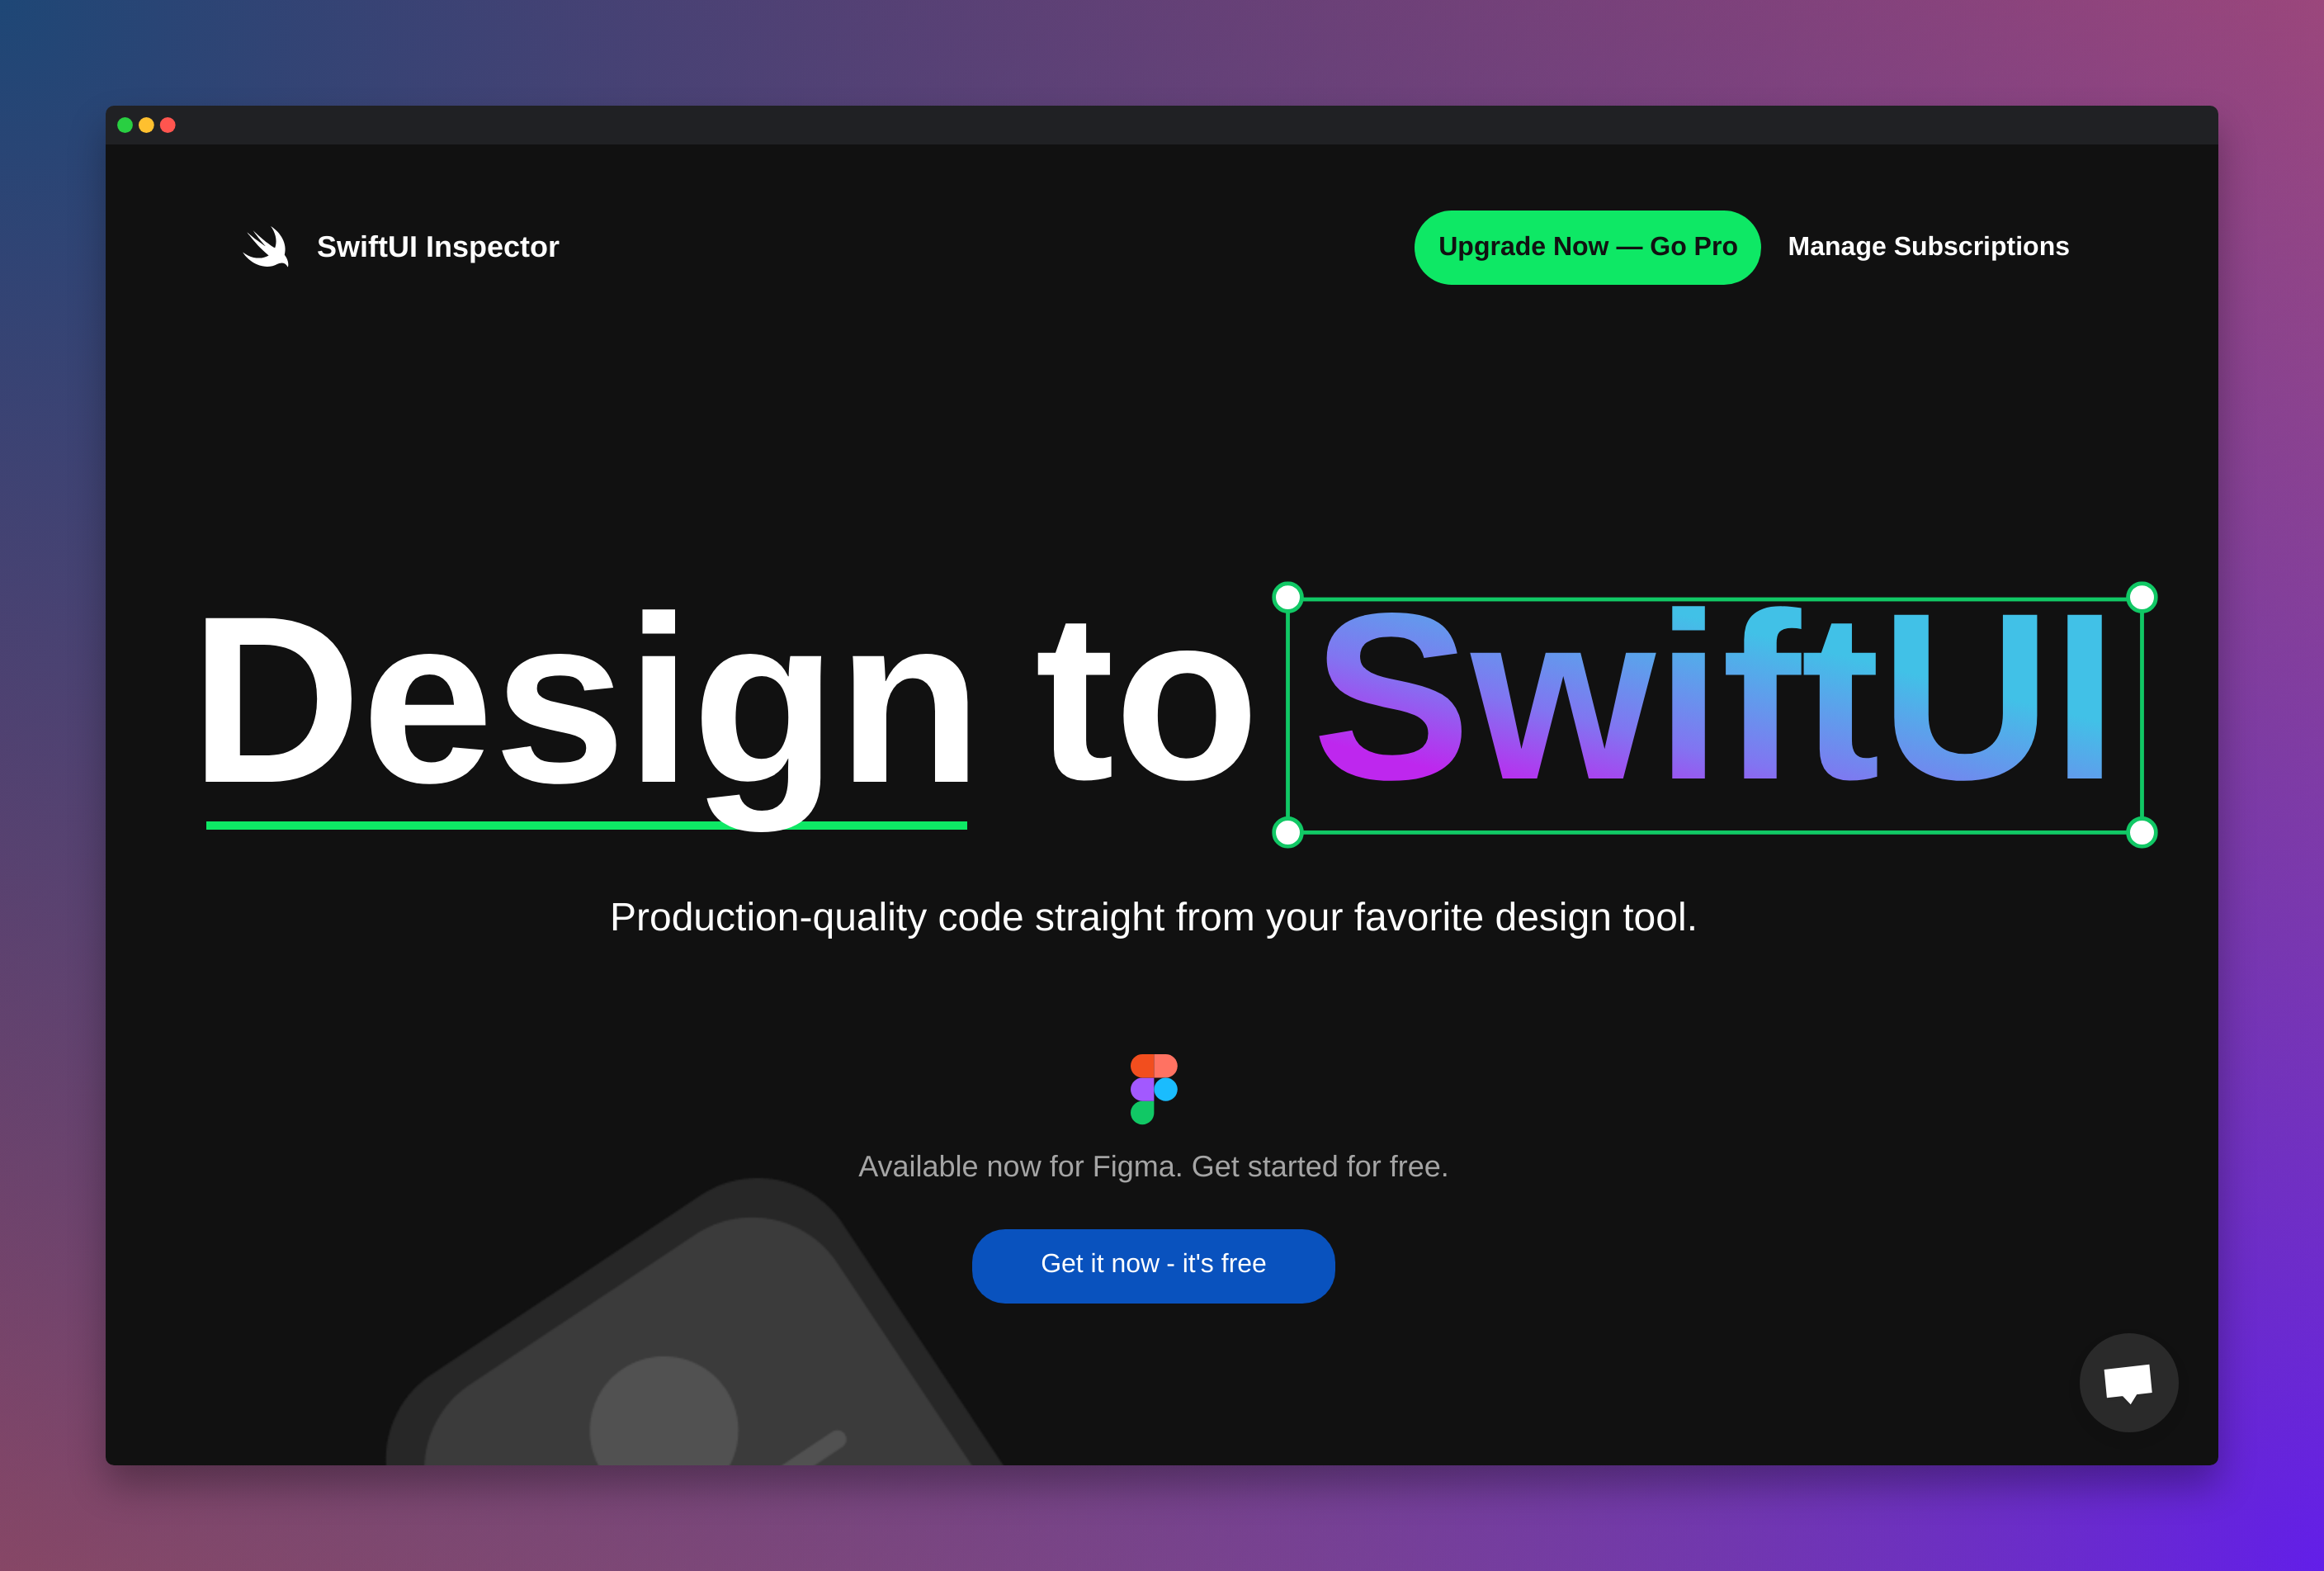 SwiftUI Inspector
Upgrade Now — Go Pro
Manage Subscriptions
Design to SwiftUI
Production-quality code straight from your favorite design tool.
Available now for Figma. Get started for free.
Get it now - it's free